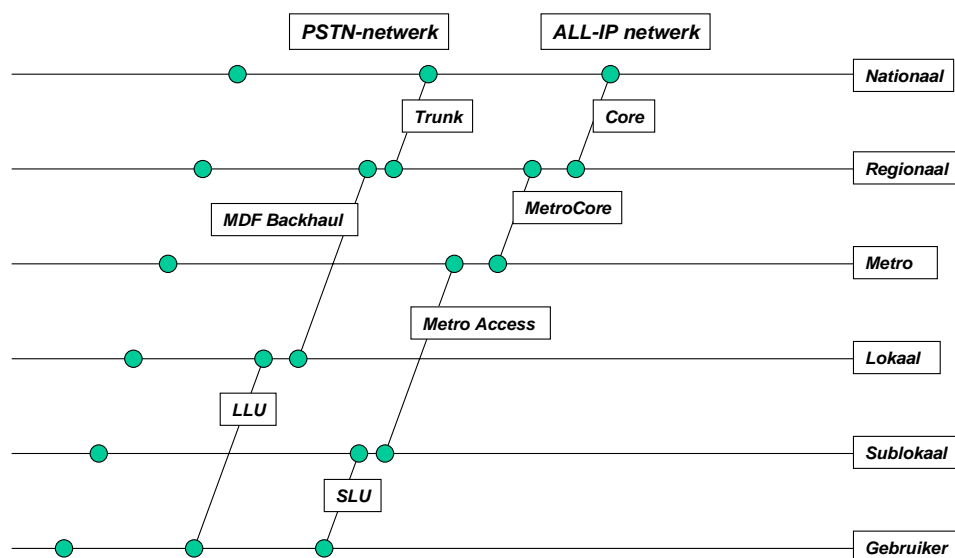 PSTN-netwerk
ALL-IP netwerk
Nationaal
Trunk
Core
Regionaal
MDF Backhaul
MetroCore
Metro
Metro Access
Lokaal
LLU
Sublokaal
SLU
Gebruiker